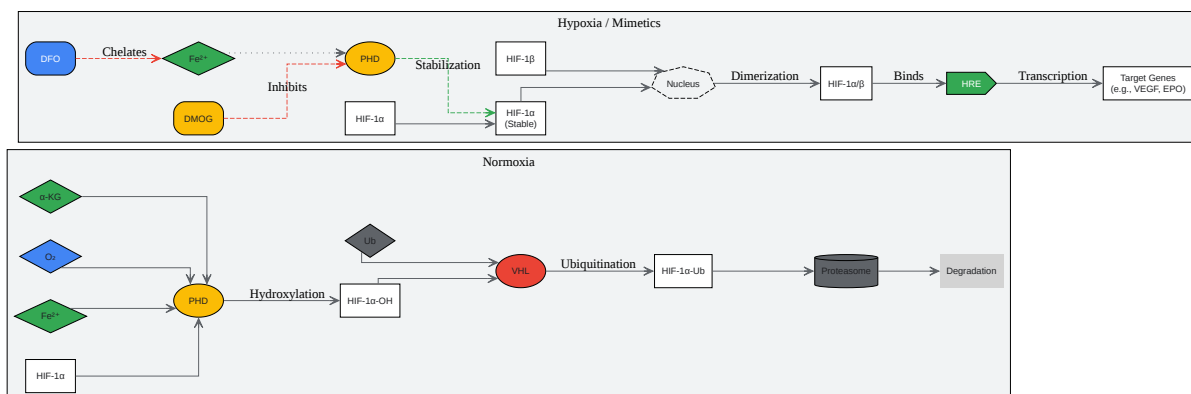 Hypoxia / Mimetics
DFO
Chelates
Fe²⁺
PHD
Stabilization
HIF-1β
Inhibits
DMOG
HIF-1α
HIF-1α
(Stable)
Nucleus
Dimerization
HIF-1α/β
Binds
HRE
Transcription
Target Genes
(e.g., VEGF, EPO)
Normoxia
α-KG
O₂
Fe²⁺
HIF-1α
PHD
Hydroxylation
HIF-1α-OH
Ub
VHL
Ubiquitination
HIF-1α-Ub
Proteasome
Degradation